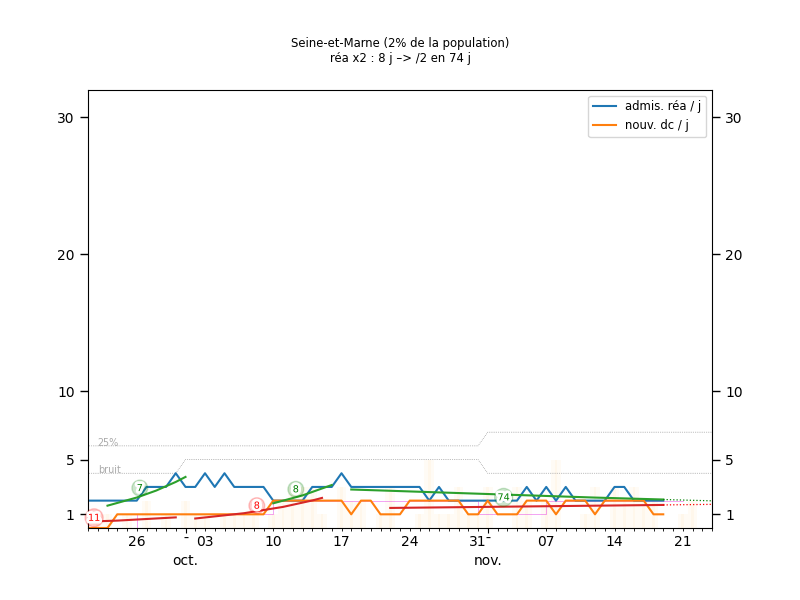 Seine-et-Marne (2% de la population)
réa x2 : 8 j –> /2 en 74 j
admis. réa / j
nouv. dc / j
30 30
20 20
10 10
25%
5 5
bruit
7 8 8 74 11
1 1
26 - 03 10 17 24 31 07 14 21
oct. nov.